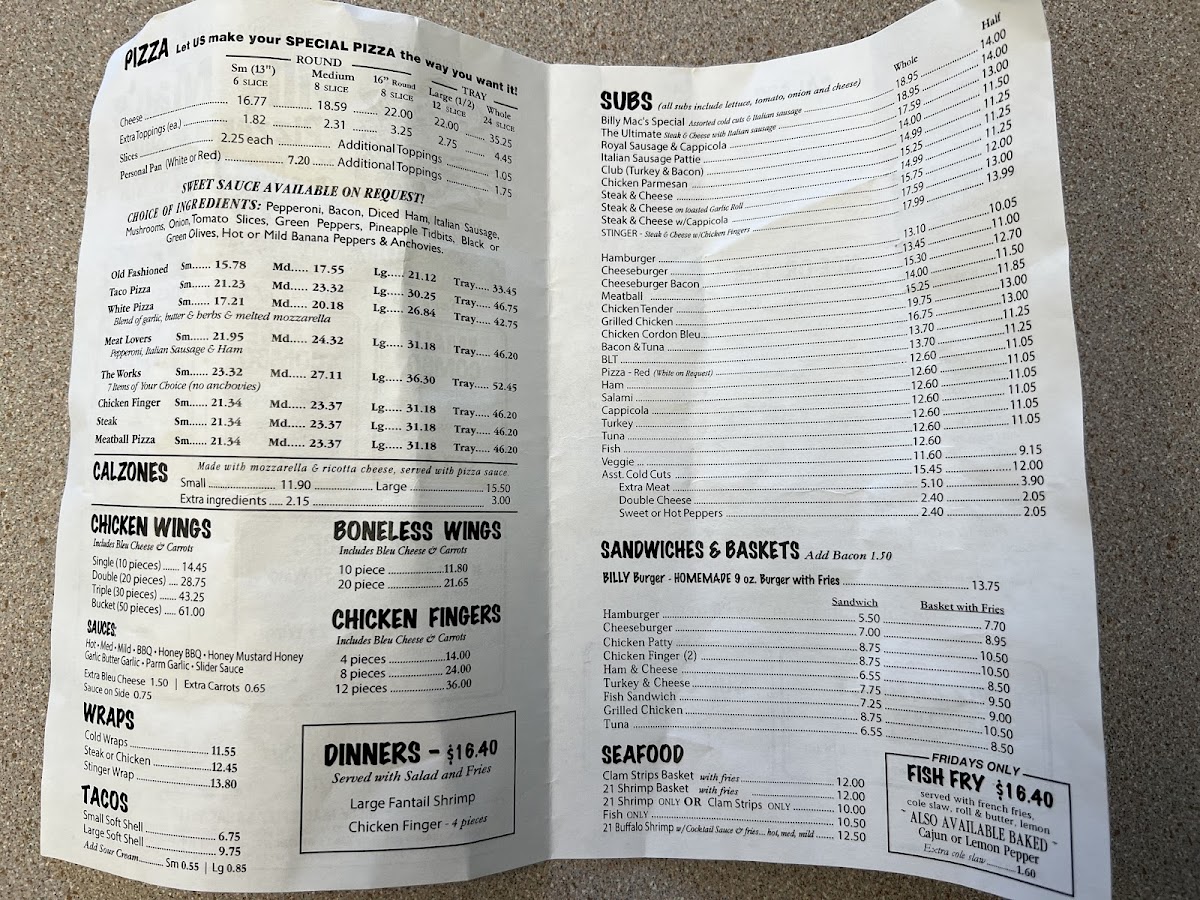 PIZZA Let US make your SPECIAL PIZZA the way you want it!
ROUND TRAY
Sm (13") Medium 16" Round Large (1/2) Whole
6 SLICE 8 SLICE 8 SLICE 12 SLICE 24 SLICE
Cheese 16.77 18.59 22.00 22.00 35.25
Extra Toppings (ea.) 1.82 2.31 3.25 2.75 4.45
Slices 2.25 each Additional Toppings 1.05
Personal Pan (White or Red) 7.20 Additional Toppings 1.75
SWEET SAUCE AVAILABLE ON REQUEST!
CHOICE OF INGREDIENTS: Pepperoni, Bacon, Diced Ham, Italian Sausage,
Mushrooms, Onion, Tomato Slices, Green Peppers, Pineapple Tidbits, Black or
Green Olives, Hot or Mild Banana Peppers & Anchovies.
Old Fashioned Sm...... 15.78 Md..... 17.55 Lg..... 21.12 Tray..... 33.45
Taco Pizza Sm...... 21.23 Md..... 23.32 Lg..... 30.25 Tray..... 46.75
White Pizza Sm...... 17.21 Md..... 20.18 Lg..... 26.84 Tray..... 42.75
Blend of garlic, butter & herbs & melted mozzarella
Meat Lovers Sm...... 21.95 Md..... 24.32 Lg..... 31.18 Tray..... 46.20
Pepperoni, Italian Sausage & Ham
The Works Sm...... 23.32 Md..... 27.11 Lg..... 36.30 Tray..... 52.45
7 Items of Your Choice (no anchovies)
Chicken Finger Sm...... 21.34 Md..... 23.37 Lg..... 31.18 Tray..... 46.20
Steak Sm...... 21.34 Md..... 23.37 Lg..... 31.18 Tray..... 46.20
Meatball Pizza Sm...... 21.34 Md..... 23.37 Lg..... 31.18 Tray..... 46.20
CALZONES Made with mozzarella & ricotta cheese, served with pizza sauce.
Small 11.90 Large 15.50
Extra ingredients 2.15 3.00
CHICKEN WINGS
Includes Bleu Cheese & Carrots
Single (10 pieces) 14.45
Double (20 pieces) 28.75
Triple (30 pieces) 43.25
Bucket (50 pieces) 61.00
SAUCES:
Hot • Med • Mild • BBQ • Honey BBQ • Honey Mustard Honey
Garlic Butter Garlic • Parm Garlic • Slider Sauce
Extra Bleu Cheese 1.50 | Extra Carrots 0.65
Sauce on Side 0.75
WRAPS
Cold Wraps 11.55
Steak or Chicken 12.45
Stinger Wrap 13.80
TACOS
Small Soft Shell 6.75
Large Soft Shell 9.75
Add Sour Cream Sm 0.55 | Lg 0.85
BONELESS WINGS
Includes Bleu Cheese & Carrots
10 piece 11.80
20 piece 21.65
CHICKEN FINGERS
Includes Bleu Cheese & Carrots
4 pieces 14.00
8 pieces 24.00
12 pieces 36.00
DINNERS - $16.40
Served with Salad and Fries
Large Fantail Shrimp
Chicken Finger - 4 pieces
SUBS (all subs include lettuce, tomato, onion and cheese) Whole Half
Billy Mac's Special Assorted cold cuts & Italian sausage 18.95 14.00
The Ultimate Steak & Cheese with Italian sausage 18.95 14.00
Royal Sausage & Cappicola 17.59 13.00
Italian Sausage Pattie 14.00 11.50
Club (Turkey & Bacon) 14.99 11.25
Chicken Parmesan 15.25 11.25
Steak & Cheese 14.99 11.25
Steak & Cheese on toasted Garlic Roll 15.75 12.00
Steak & Cheese w/Cappicola 17.59 13.00
STINGER - Steak & Cheese w/Chicken Fingers 17.99 13.99
Hamburger 13.10 10.05
Cheeseburger 13.45 11.00
Cheeseburger Bacon 15.30 12.70
Meatball 14.00 11.50
Chicken Tender 15.25 11.85
Grilled Chicken 19.75 13.00
Chicken Cordon Bleu 16.75 13.00
Bacon & Tuna 13.70 11.25
BLT 13.70 11.25
Pizza - Red (White on Request) 12.60 11.05
Ham 12.60 11.05
Salami 12.60 11.05
Cappicola 12.60 11.05
Turkey 12.60 11.05
Tuna 12.60 11.05
Fish 12.60
Veggie 11.60 9.15
Asst. Cold Cuts 15.45 12.00
Extra Meat 5.10 3.90
Double Cheese 2.40 2.05
Sweet or Hot Peppers 2.40 2.05
SANDWICHES & BASKETS Add Bacon 1.50
BILLY Burger - HOMEMADE 9 oz. Burger with Fries 13.75
Sandwich Basket with Fries
Hamburger 5.50 7.70
Cheeseburger 7.00 8.95
Chicken Patty 8.75 10.50
Chicken Finger (2) 8.75 10.50
Ham & Cheese 6.55 8.50
Turkey & Cheese 7.75 9.50
Fish Sandwich 7.25 9.00
Grilled Chicken 8.75 10.50
Tuna 6.55 8.50
SEAFOOD
Clam Strips Basket with fries 12.00
21 Shrimp Basket with fries 12.00
21 Shrimp ONLY OR Clam Strips ONLY 10.00
Fish ONLY 10.50
21 Buffalo Shrimp w/Cocktail Sauce & fries... hot, med, mild 12.50
FRIDAYS ONLY
FISH FRY $16.40
served with french fries,
cole slaw, roll & butter, lemon
~ ALSO AVAILABLE BAKED ~
Cajun or Lemon Pepper
Extra cole slaw 1.60